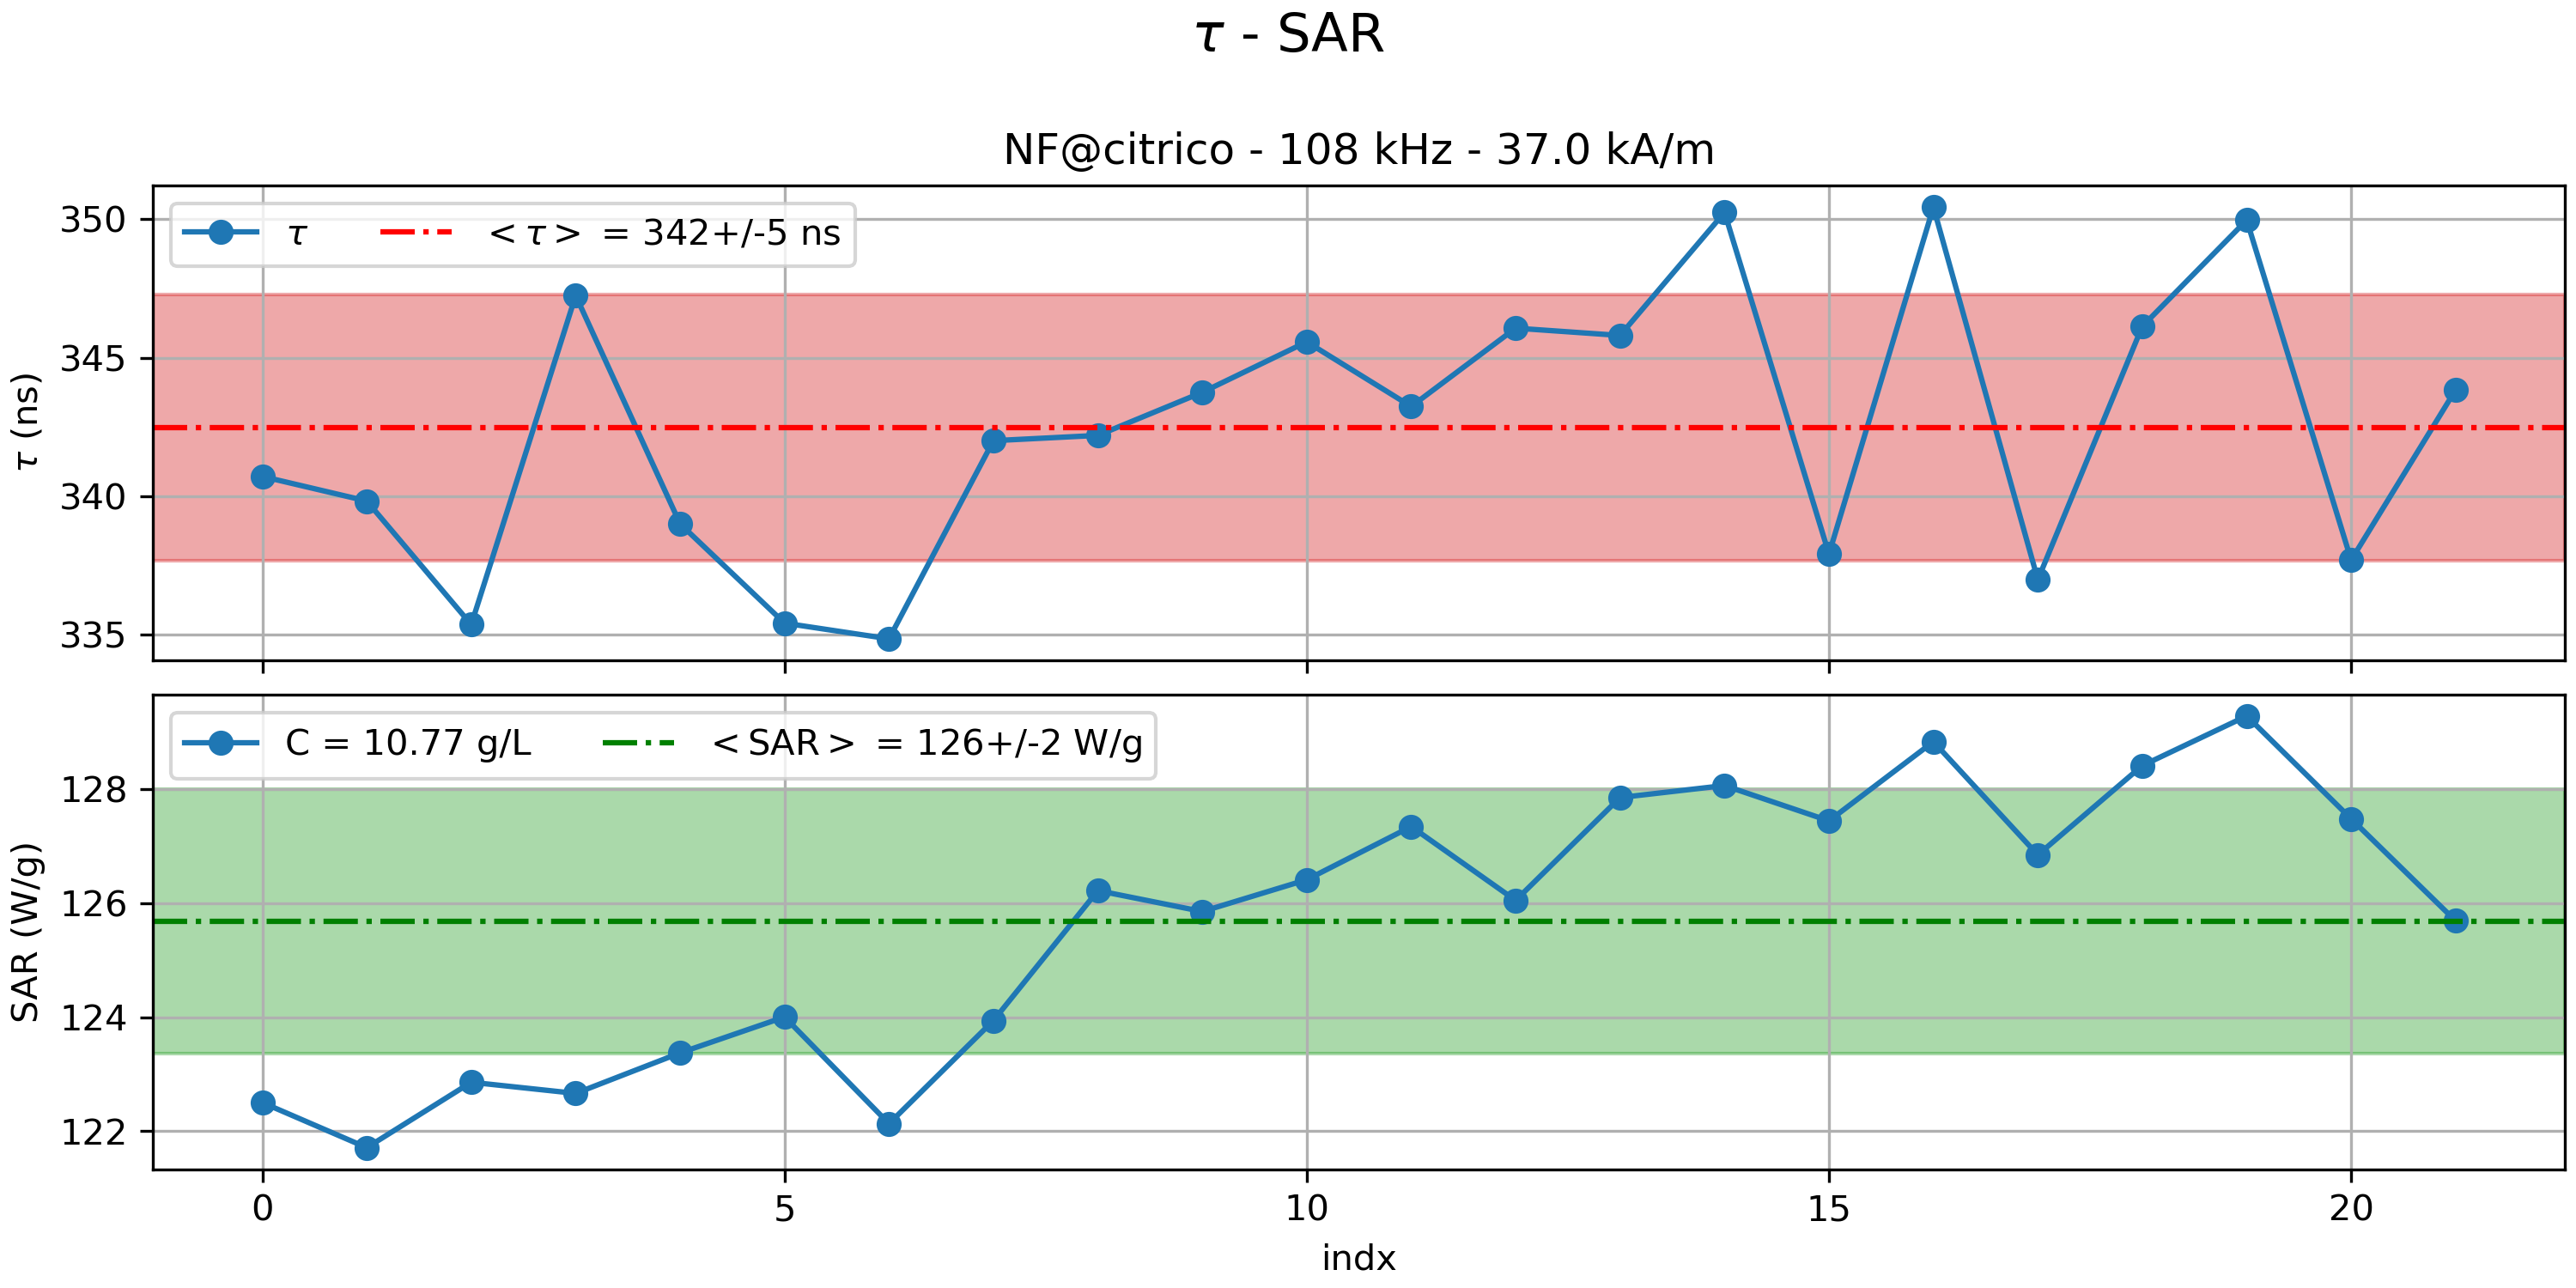 τ - SAR
NF@citrico - 108 kHz - 37.0 kA/m
τ (ns)
350
345
340
335
τ
<τ> = 342+/-5 ns
SAR (W/g)
128
126
124
122
C = 10.77 g/L
<SAR> = 126+/-2 W/g
0 5 10 15 20
indx